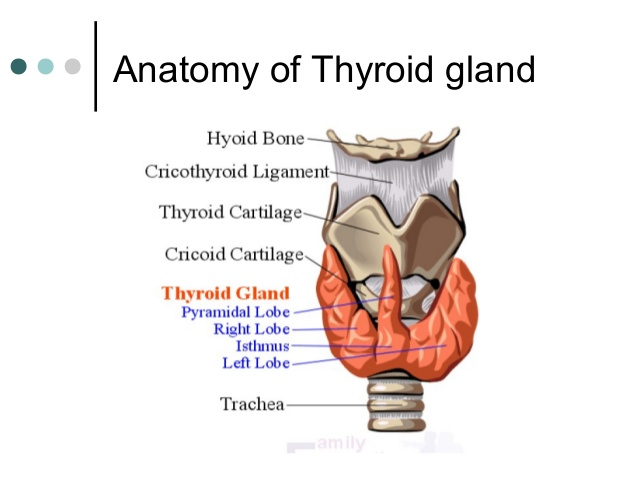 Anatomy of Thyroid gland
Hyoid Bone
Cricothyroid Ligament
Thyroid Cartilage
Cricoid Cartilage
Thyroid Gland
Pyramidal Lobe
Right Lobe
Isthmus
Left Lobe
Trachea
amily